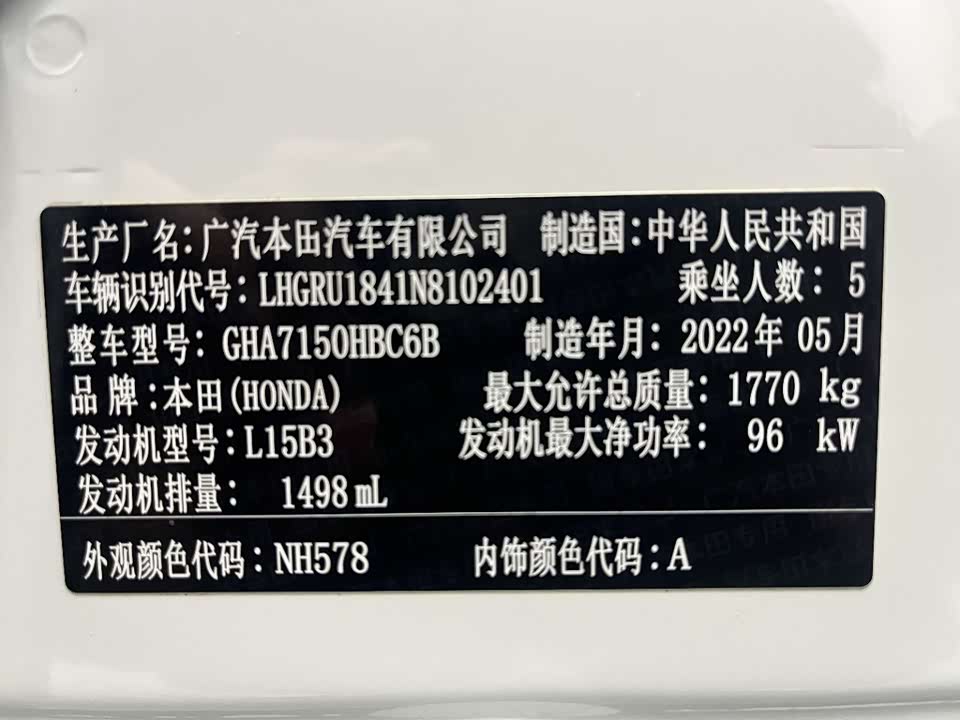 生产厂名:广汽本田汽车有限公司 制造国:中华人民共和国
车辆识别代号:LHGRU1841N8102401 乘坐人数: 5
整车型号: GHA7150HBC6B 制造年月: 2022年 05月
品 牌:本田(HONDA) 最大允许总质量: 1770 kg
发动机型号: L15B3 发动机最大净功率: 96 kW
发动机排量: 1498 mL
外观颜色代码: NH578 内饰颜色代码: A